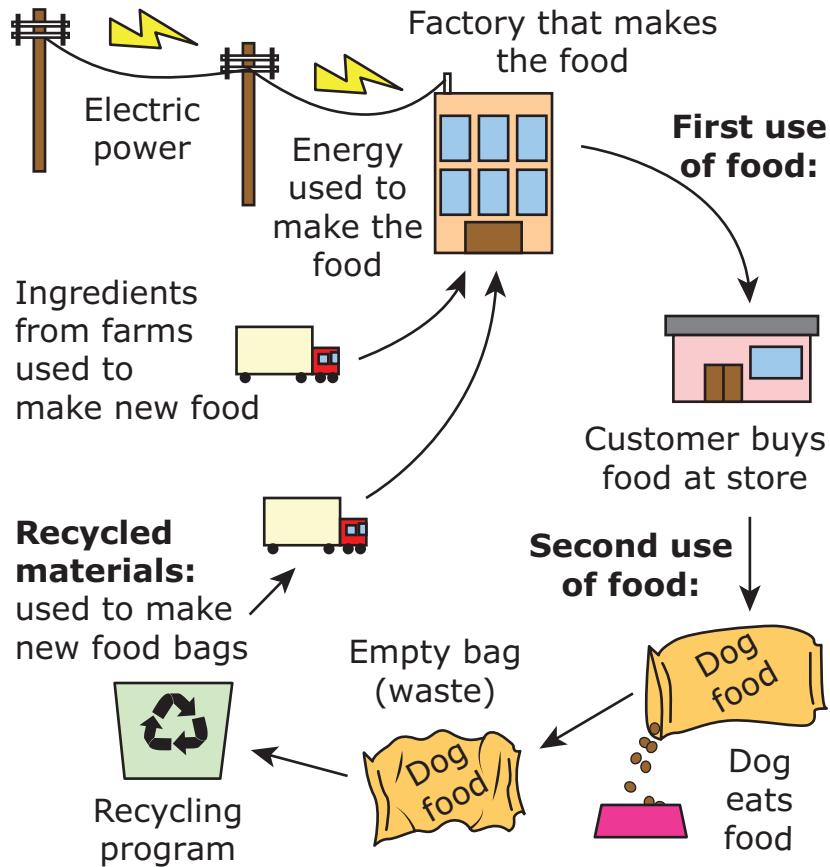 Factory that makes
the food
Electric
power
Energy
used to
make the
food
First use
of food:
Ingredients
from farms
used to
make new food
Customer buys
food at store
Second use
of food:
Recycled
materials:
used to make
new food bags
Dog
food
Empty bag
(waste)
Dog
food
Dog
eats
food
Recycling
program